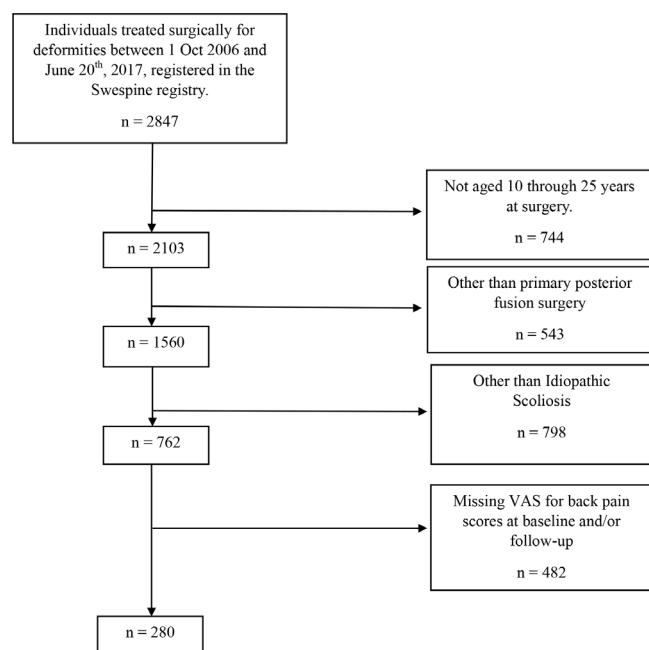 Individuals treated surgically for
deformities between 1 Oct 2006 and
June 20th, 2017, registered in the
Swespine registry.
n = 2847
Not aged 10 through 25 years
at surgery.
n = 744
n = 2103
Other than primary posterior
fusion surgery
n = 543
n = 1560
Other than Idiopathic
Scoliosis
n = 798
n = 762
Missing VAS for back pain
scores at baseline and/or
follow-up
n = 482
n = 280